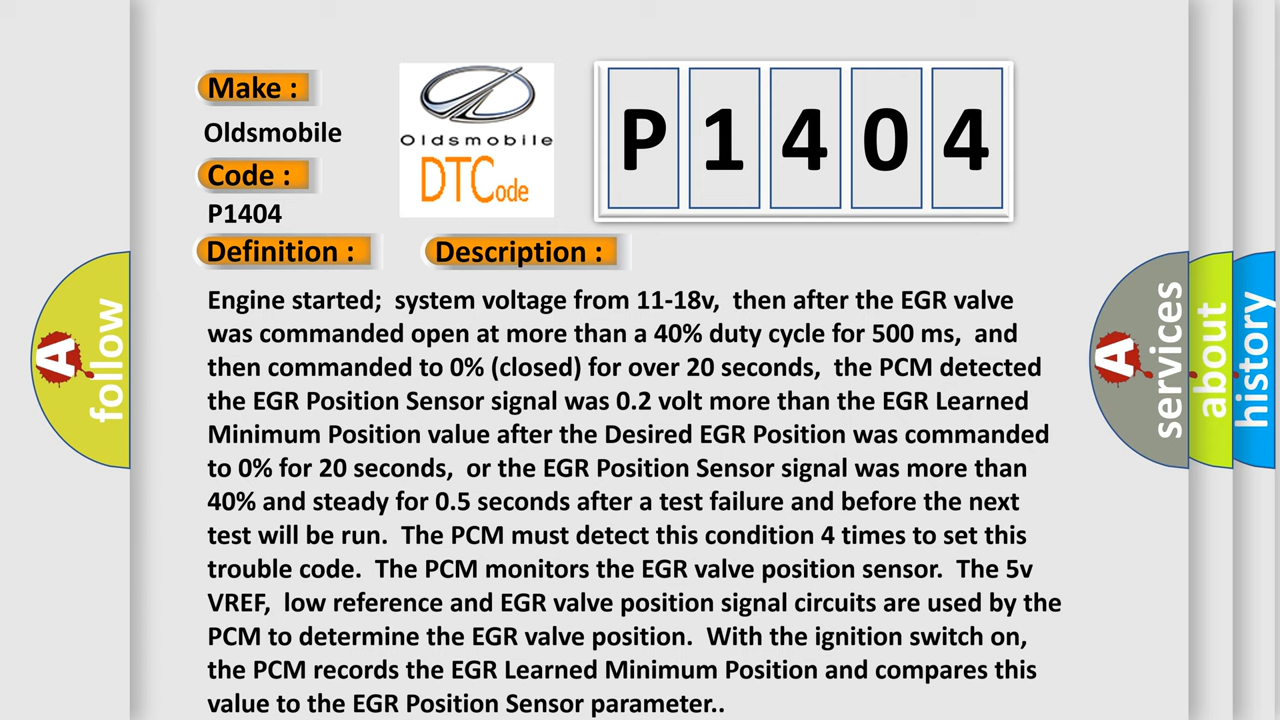 Make :
Oldsmobile
Code :
P1404
Oldsmobile
DTCode
P1404
Definition :
Description :
Engine started; system voltage from 11-18v, then after the EGR valve
was commanded open at more than a 40% duty cycle for 500 ms, and
then commanded to 0% (closed) for over 20 seconds, the PCM detected
the EGR Position Sensor signal was 0.2 volt more than the EGR Learned
Minimum Position value after the Desired EGR Position was commanded
to 0% for 20 seconds, or the EGR Position Sensor signal was more than
40% and steady for 0.5 seconds after a test failure and before the next
test will be run. The PCM must detect this condition 4 times to set this
trouble code. The PCM monitors the EGR valve position sensor. The 5v
VREF, low reference and EGR valve position signal circuits are used by the
PCM to determine the EGR valve position. With the ignition switch on,
the PCM records the EGR Learned Minimum Position and compares this
value to the EGR Position Sensor parameter..
A
follow
A
services
about
history